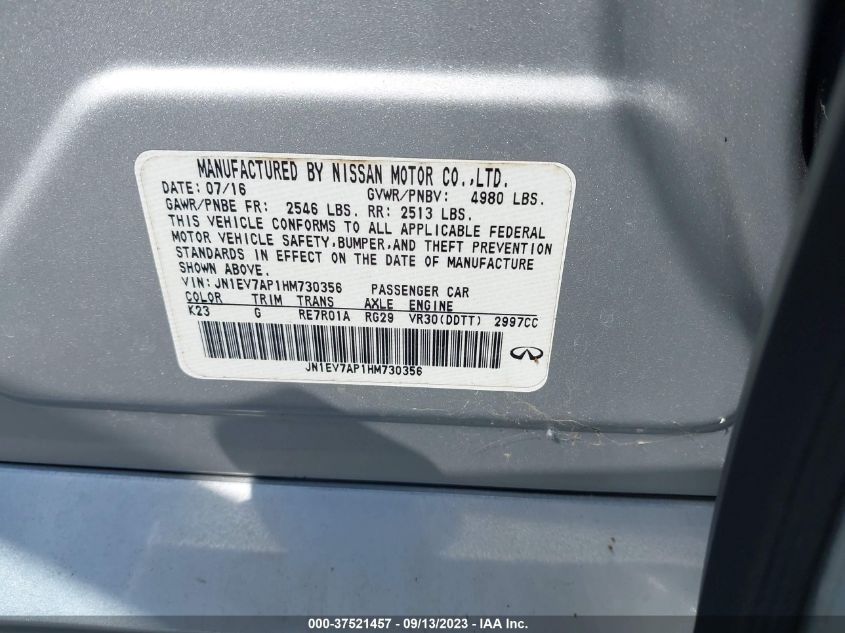 MANUFACTURED BY NISSAN MOTOR CO.,LTD.
DATE: 07/16 GVWR/PNBV: 4980 LBS.
GAWR/PNBE FR: 2546 LBS. RR: 2513 LBS.
THIS VEHICLE CONFORMS TO ALL APPLICABLE FEDERAL
MOTOR VEHICLE SAFETY,BUMPER,AND THEFT PREVENTION
STANDARDS IN EFFECT ON THE DATE OF MANUFACTURE
SHOWN ABOVE.
VIN: JN1EV7AP1HM730356 PASSENGER CAR
COLOR TRIM TRANS AXLE ENGINE
K23 G RE7R01A RG29 VR30(DDTT) 2997CC
JN1EV7AP1HM730356
000-37521457 - 09/13/2023 - IAA Inc.